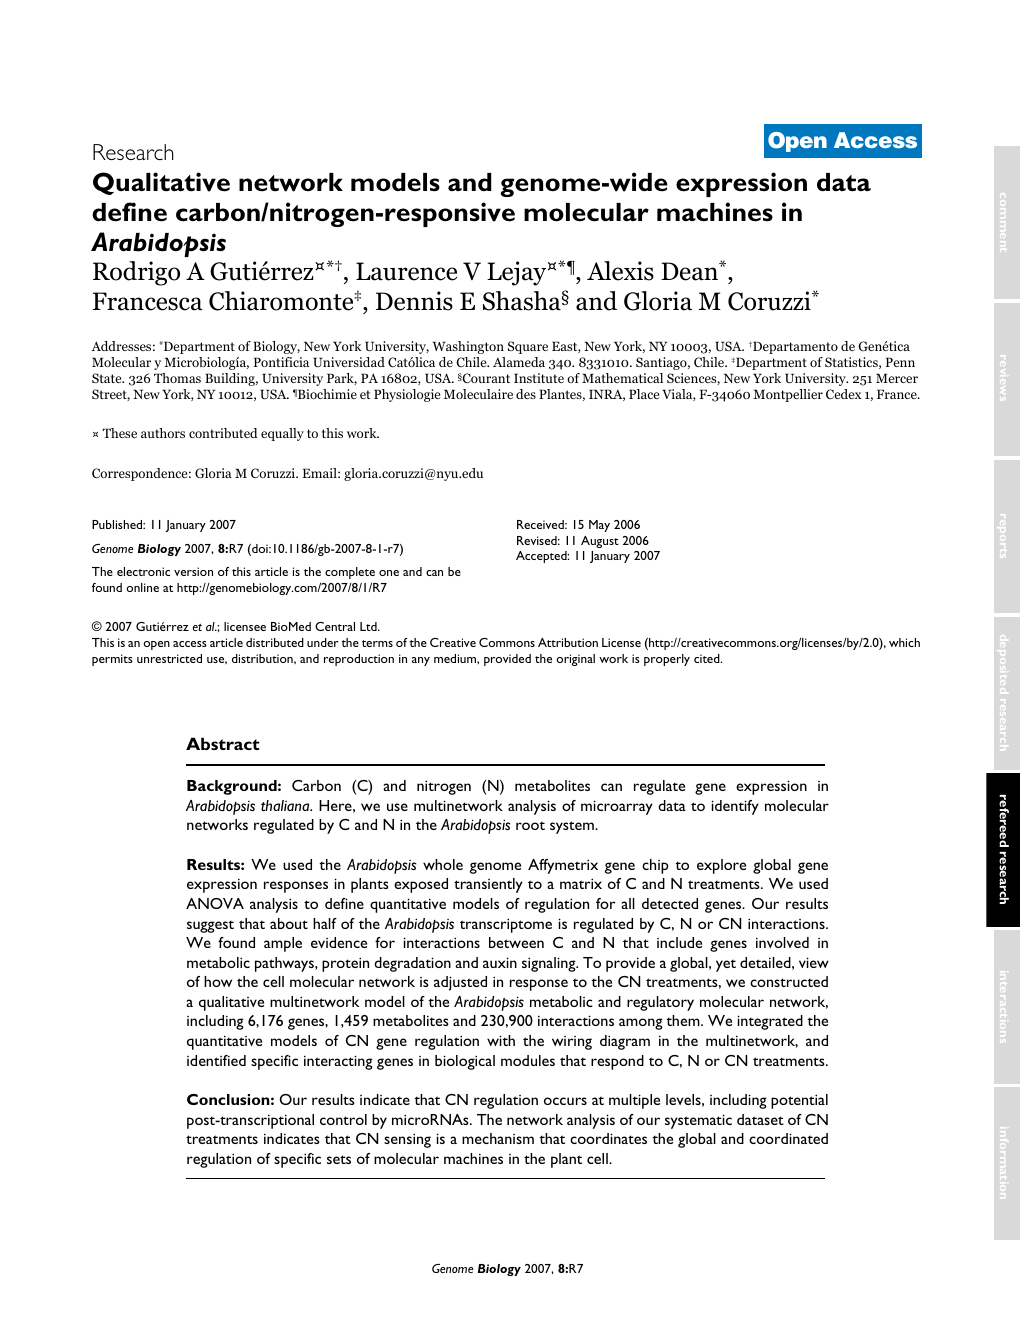 Open Access
Research
Qualitative network models and genome-wide expression data
define carbon/nitrogen-responsive molecular machines in
Arabidopsis
Rodrigo A Gutiérrez¤*†, Laurence V Lejay¤*¶, Alexis Dean*,
Francesca Chiaromonte‡, Dennis E Shasha§ and Gloria M Coruzzi*
Addresses: *Department of Biology, New York University, Washington Square East, New York, NY 10003, USA. †Departamento de Genética
Molecular y Microbiología, Pontificia Universidad Católica de Chile. Alameda 340. 8331010. Santiago, Chile. ‡Department of Statistics, Penn
State. 326 Thomas Building, University Park, PA 16802, USA. §Courant Institute of Mathematical Sciences, New York University. 251 Mercer
Street, New York, NY 10012, USA. ¶Biochimie et Physiologie Moleculaire des Plantes, INRA, Place Viala, F-34060 Montpellier Cedex 1, France.
¤ These authors contributed equally to this work.
Correspondence: Gloria M Coruzzi. Email: gloria.coruzzi@nyu.edu
Published: 11 January 2007
Genome Biology 2007, 8:R7 (doi:10.1186/gb-2007-8-1-r7)
The electronic version of this article is the complete one and can be
found online at http://genomebiology.com/2007/8/1/R7
Received: 15 May 2006
Revised: 11 August 2006
Accepted: 11 January 2007
© 2007 Gutiérrez et al.; licensee BioMed Central Ltd.
This is an open access article distributed under the terms of the Creative Commons Attribution License (http://creativecommons.org/licenses/by/2.0), which
permits unrestricted use, distribution, and reproduction in any medium, provided the original work is properly cited.
Abstract
Background: Carbon (C) and nitrogen (N) metabolites can regulate gene expression in
Arabidopsis thaliana. Here, we use multinetwork analysis of microarray data to identify molecular
networks regulated by C and N in the Arabidopsis root system.
Results: We used the Arabidopsis whole genome Affymetrix gene chip to explore global gene
expression responses in plants exposed transiently to a matrix of C and N treatments. We used
ANOVA analysis to define quantitative models of regulation for all detected genes. Our results
suggest that about half of the Arabidopsis transcriptome is regulated by C, N or CN interactions.
We found ample evidence for interactions between C and N that include genes involved in
metabolic pathways, protein degradation and auxin signaling. To provide a global, yet detailed, view
of how the cell molecular network is adjusted in response to the CN treatments, we constructed
a qualitative multinetwork model of the Arabidopsis metabolic and regulatory molecular network,
including 6,176 genes, 1,459 metabolites and 230,900 interactions among them. We integrated the
quantitative models of CN gene regulation with the wiring diagram in the multinetwork, and
identified specific interacting genes in biological modules that respond to C, N or CN treatments.
Conclusion: Our results indicate that CN regulation occurs at multiple levels, including potential
post-transcriptional control by microRNAs. The network analysis of our systematic dataset of CN
treatments indicates that CN sensing is a mechanism that coordinates the global and coordinated
regulation of specific sets of molecular machines in the plant cell.
comment
reviews
reports
deposited research
refereed research
interactions
information
Genome Biology 2007, 8:R7